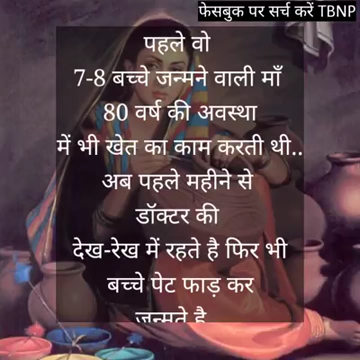 फेसबुक पर सर्च करें TBNP
पहले वो
7-8 बच्चे जन्मने वाली माँ
80 वर्ष की अवस्था
में भी खेत का काम करती थी..
अब पहले महीने से
डॉक्टर की
देख-रेख में रहते है फिर भी
बच्चे पेट फाड़ कर
जन्मते है